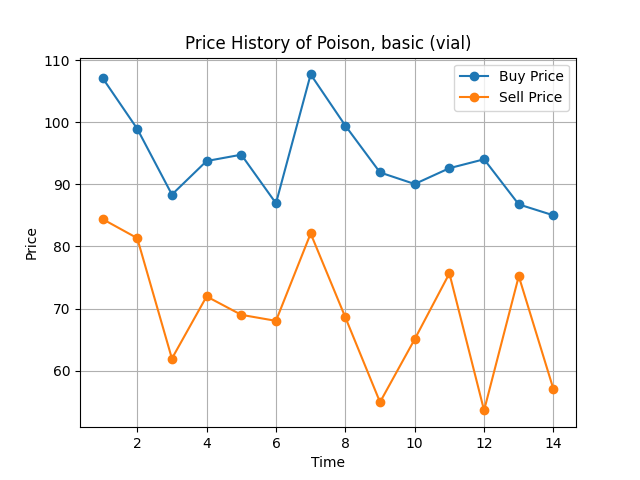 Price History of Poison, basic (vial)
Buy Price
Sell Price
110
100
90
80
70
60
Price
2 4 6 8 10 12 14
Time